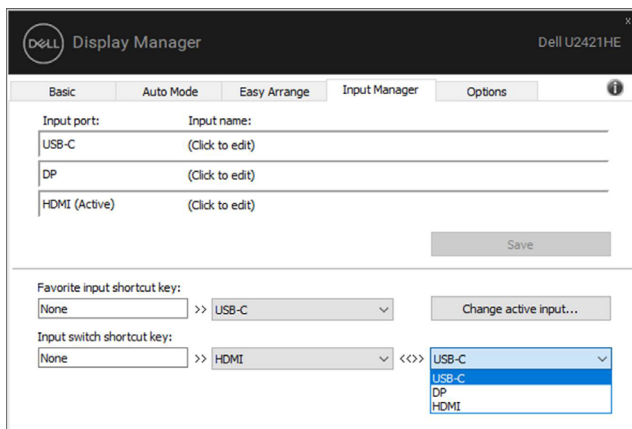 x
DELL Display Manager Dell U2421HE
Basic Auto Mode Easy Arrange Input Manager Options i
Input port: Input name:
USB-C (Click to edit)
DP (Click to edit)
HDMI (Active) (Click to edit)
Save
Favorite input shortcut key:
None >> USB-C Change active input...
Input switch shortcut key:
None >> HDMI <<>> USB-C
USB-C
DP
HDMI